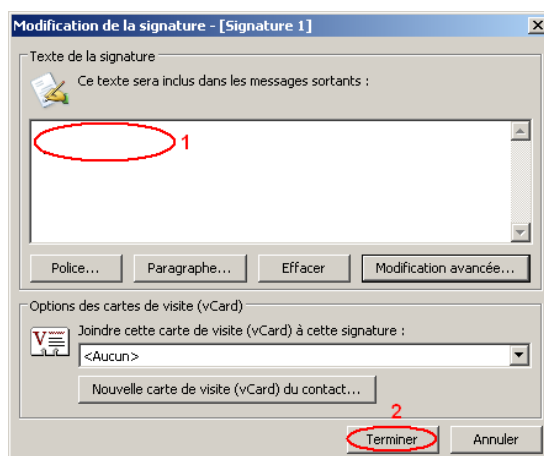 Modification de la signature - [Signature 1]
Texte de la signature
Ce texte sera inclus dans les messages sortants :
1
Police... Paragraphe... Effacer Modification avancée...
Options des cartes de visite (vCard)
V
Joindre cette carte de visite (vCard) à cette signature :
<Aucun>
Nouvelle carte de visite (vCard) du contact...
2
Terminer Annuler